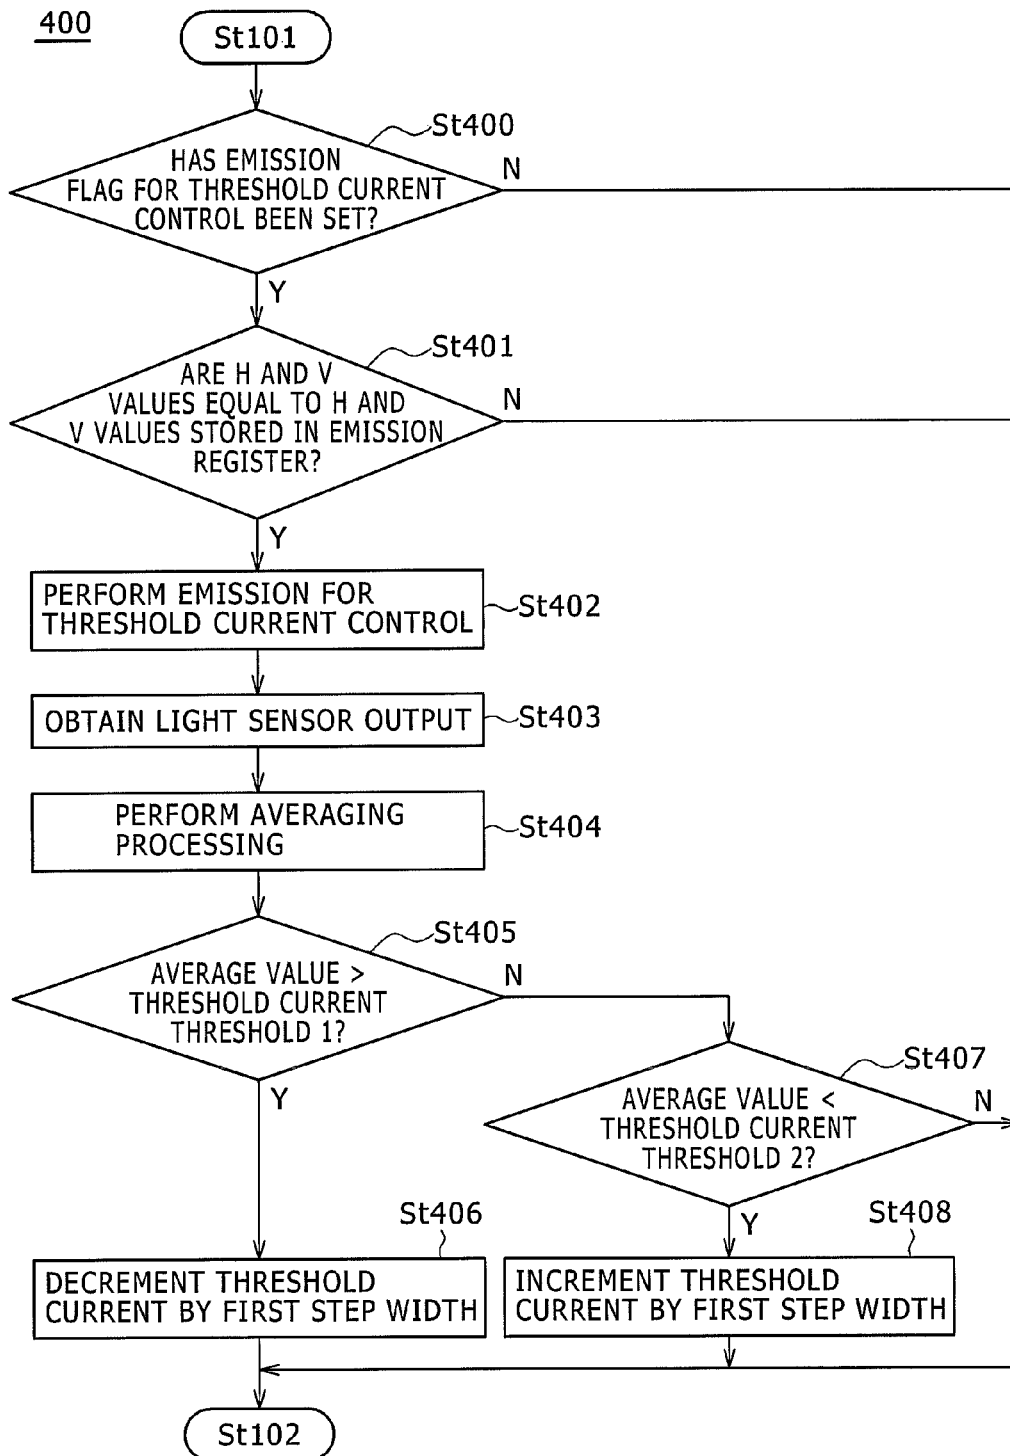 400
St101
St400
HAS EMISSION
FLAG FOR THRESHOLD CURRENT
CONTROL BEEN SET?
N
Y
St401
ARE H AND V
VALUES EQUAL TO H AND
V VALUES STORED IN EMISSION
REGISTER?
N
Y
PERFORM EMISSION FOR
THRESHOLD CURRENT CONTROL
St402
OBTAIN LIGHT SENSOR OUTPUT
St403
PERFORM AVERAGING
PROCESSING
St404
St405
AVERAGE VALUE >
THRESHOLD CURRENT
THRESHOLD 1?
N
Y
St407
AVERAGE VALUE <
THRESHOLD CURRENT
THRESHOLD 2?
N
Y
St406
DECREMENT THRESHOLD
CURRENT BY FIRST STEP WIDTH
St408
INCREMENT THRESHOLD
CURRENT BY FIRST STEP WIDTH
St102